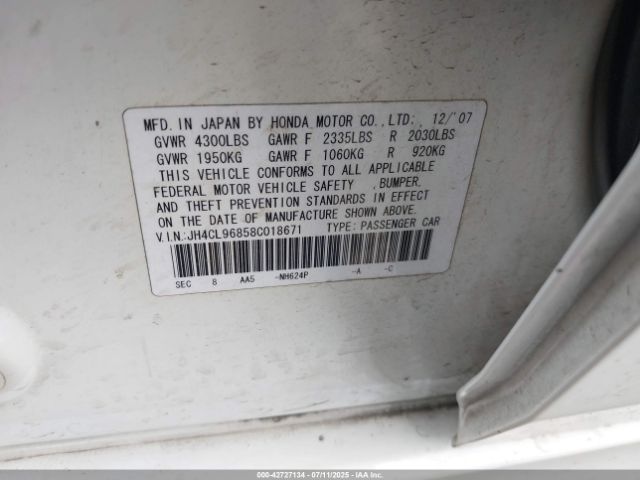 MFD. IN JAPAN BY HONDA MOTOR CO., LTD: 12/'07
GVWR 4300LBS GAWR F 2335LBS R 2030LBS
GVWR 1950KG GAWR F 1060KG R 920KG
THIS VEHICLE CONFORMS TO ALL APPLICABLE
FEDERAL MOTOR VEHICLE SAFETY ,BUMPER,
AND THEFT PREVENTION STANDARDS IN EFFECT
ON THE DATE OF MANUFACTURE SHOWN ABOVE.
V.I.N.:JH4CL96858C018671 TYPE: PASSENGER CAR
SEC 8 AA5 -NH624P -A -C
000-42727134 - 07/11/2025 - IAA, Inc.